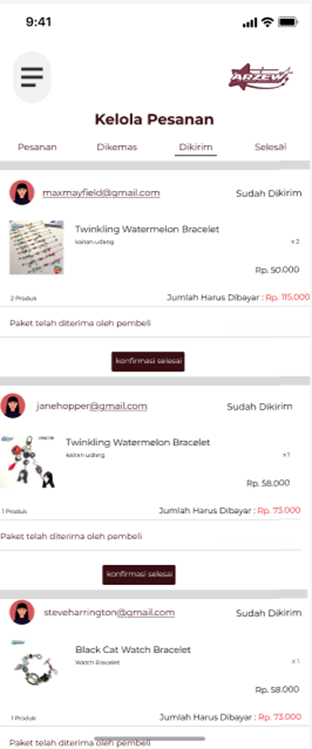 9:41
ARZEW
Kelola Pesanan
Pesanan Dikemas Dikirim Selesai
maxmayfield@gmail.com Sudah Dikirim
Twinkling Watermelon Bracelet
kaitan udang x2
Rp. 50.000
2 Produk Jumlah Harus Dibayar : Rp. 115.000
Paket telah diterima oleh pembeli
konfirmasi selesai
janehopper@gmail.com Sudah Dikirim
Twinkling Watermelon Bracelet
kaitan udang x1
Rp. 58.000
1 Produk Jumlah Harus Dibayar : Rp. 73.000
Paket telah diterima oleh pembeli
konfirmasi selesai
steveharrington@gmail.com Sudah Dikirim
Black Cat Watch Bracelet
Watch Bracelet x1
Rp. 58.000
1 Produk Jumlah Harus Dibayar : Rp. 73.000
Paket telah diterima oleh pembeli